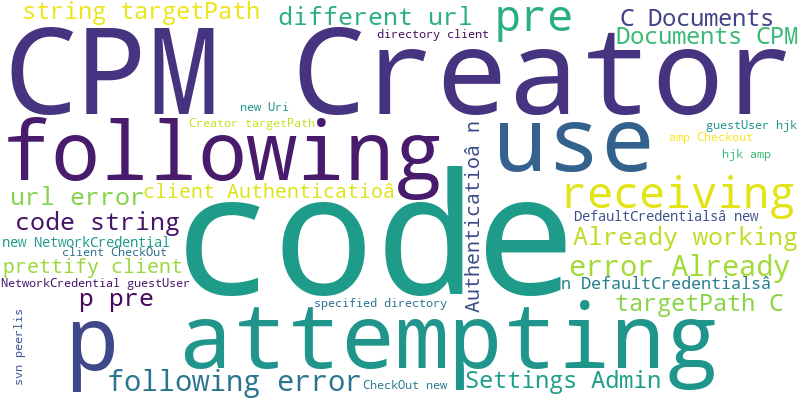 string targetPath
different url
pre
C Documents
directory client
Documents CPM
CPM Creator
new Uri
Creator targetPath
guestUser hjk
following
use
amp Checkout
hjk amp
url error
client Authenticatioâ
receiving
code string
code
DefaultCredentialsâ new
new NetworkCredential
client CheckOut
Already working
prettify client
error Already
NetworkCredential guestUser
n DefaultCredentialsâ
p pre
specified directory
Authenticatioâ n
targetPath C
svn peerlis
p attempting
following error
CheckOut new
Settings Admin